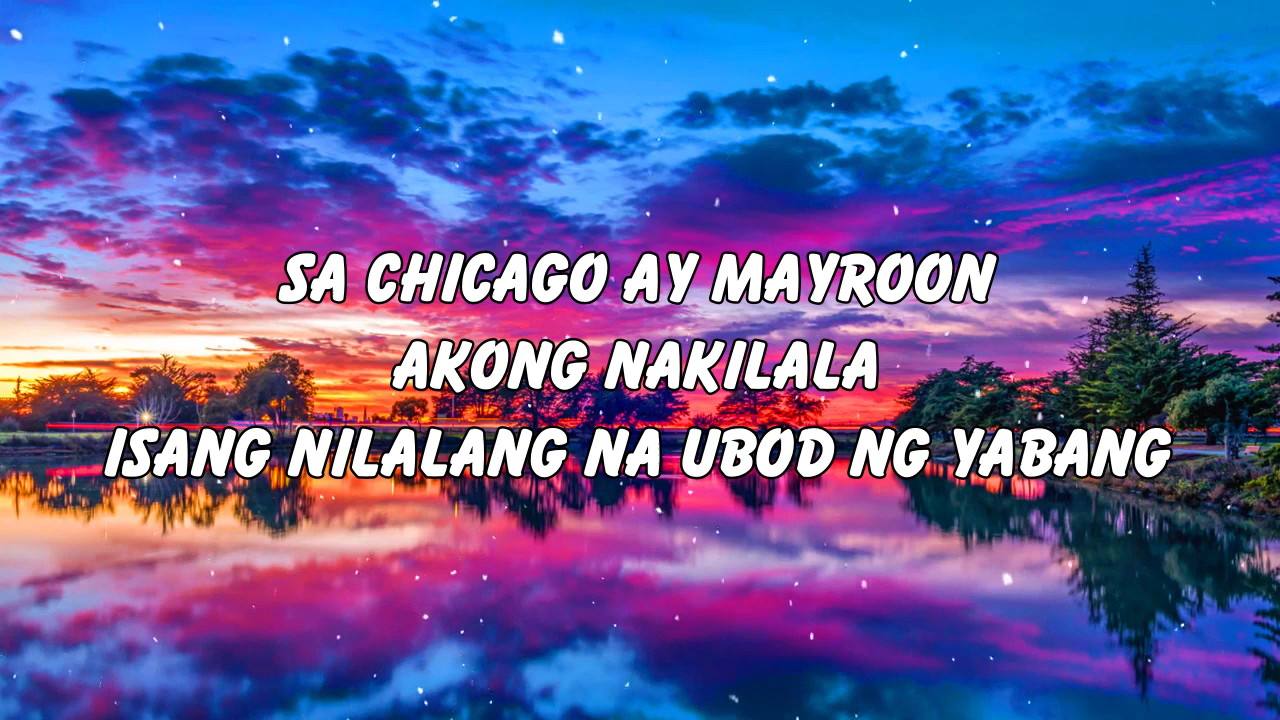 SA CHICAGO AY MAYROON
AKONG NAKILALA
ISANG NILALANG NA UBOD NG YABANG